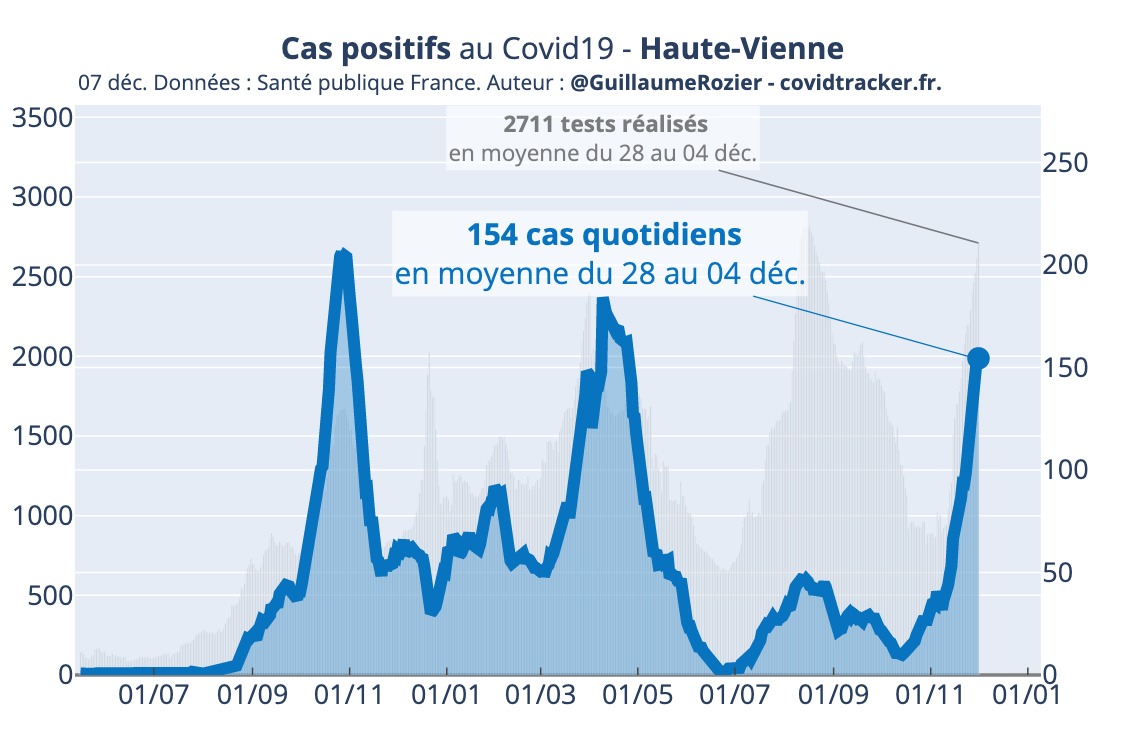 Cas positifs au Covid19 - Haute-Vienne
07 déc. Données : Santé publique France. Auteur : @GuillaumeRozier - covidtracker.fr.
3500
3000
2500
2000
1500
1000
500
0
2711 tests réalisés
en moyenne du 28 au 04 déc.
154 cas quotidiens
en moyenne du 28 au 04 déc.
250
200
150
100
50
0
01/07 01/09 01/11 01/01 01/03 01/05 01/07 01/09 01/11 01/01